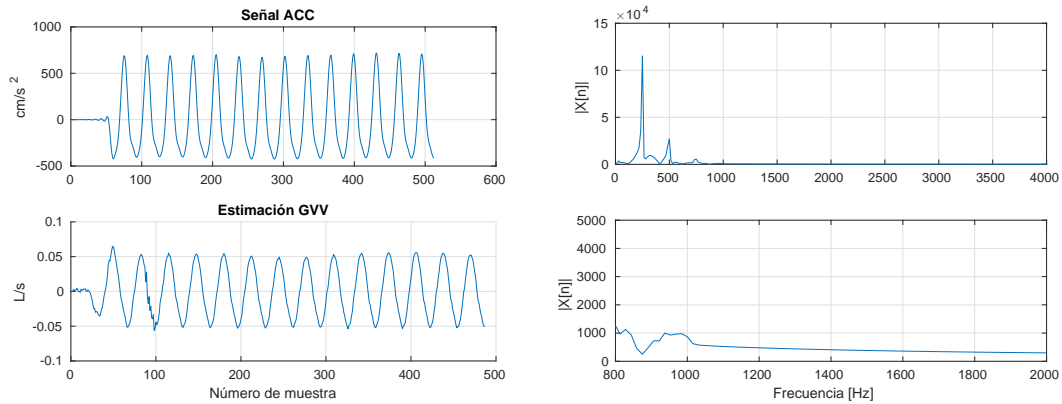 Señal ACC
cm/s 2
1000
500
0
-500
0 100 200 300 400 500 600
Estimación GVV
L/s
0.1
0.05
0
-0.05
-0.1
0 100 200 300 400 500
Número de muestra
×10 4
|X[n]|
15
10
5
0
0 500 1000 1500 2000 2500 3000 3500 4000
|X[n]|
5000
4000
3000
2000
1000
0
800 1000 1200 1400 1600 1800 2000
Frecuencia [Hz]